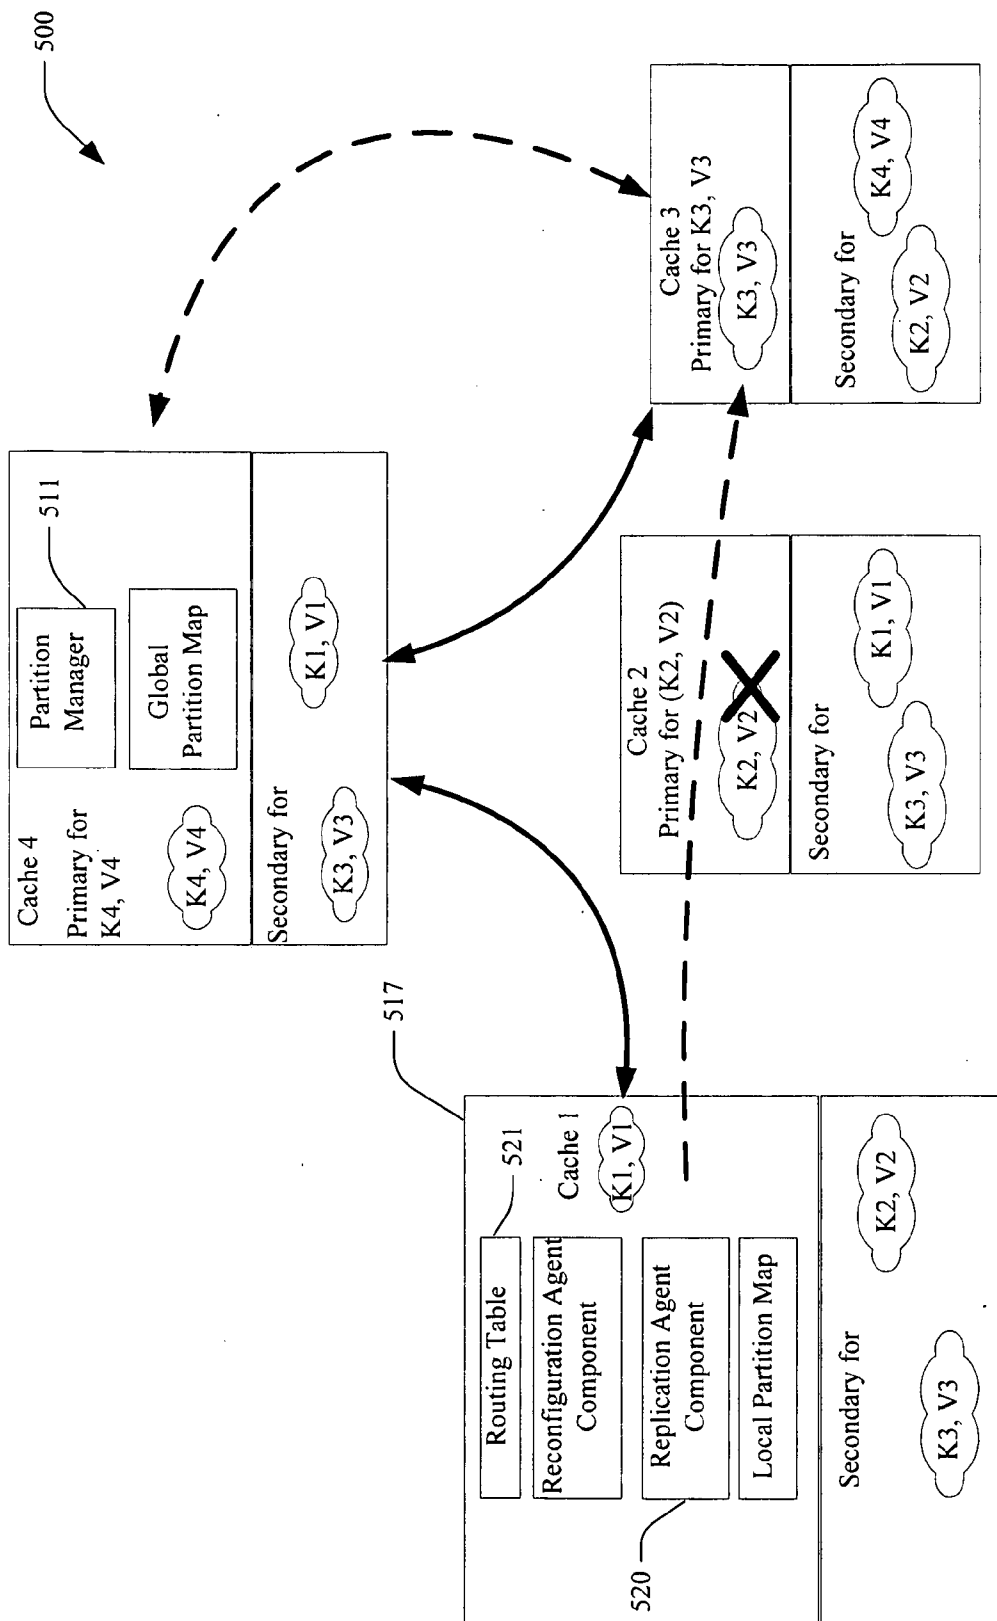 500
Cache 4
Primary for
K4, V4
K4, V4
Partition
Manager
511
Global
Partition Map
Secondary for
K3, V3
K1, V1
517
Routing Table
521
Reconfiguration Agent
Component
Cache 1
K1, V1
Replication Agent
Component
520
Local Partition Map
Secondary for
K3, V3
K2, V2
Cache 2
Primary for (K2, V2)
K2, V2
Secondary for
K3, V3
K1, V1
Cache 3
Primary for K3, V3
K3, V3
Secondary for
K2, V2
K4, V4